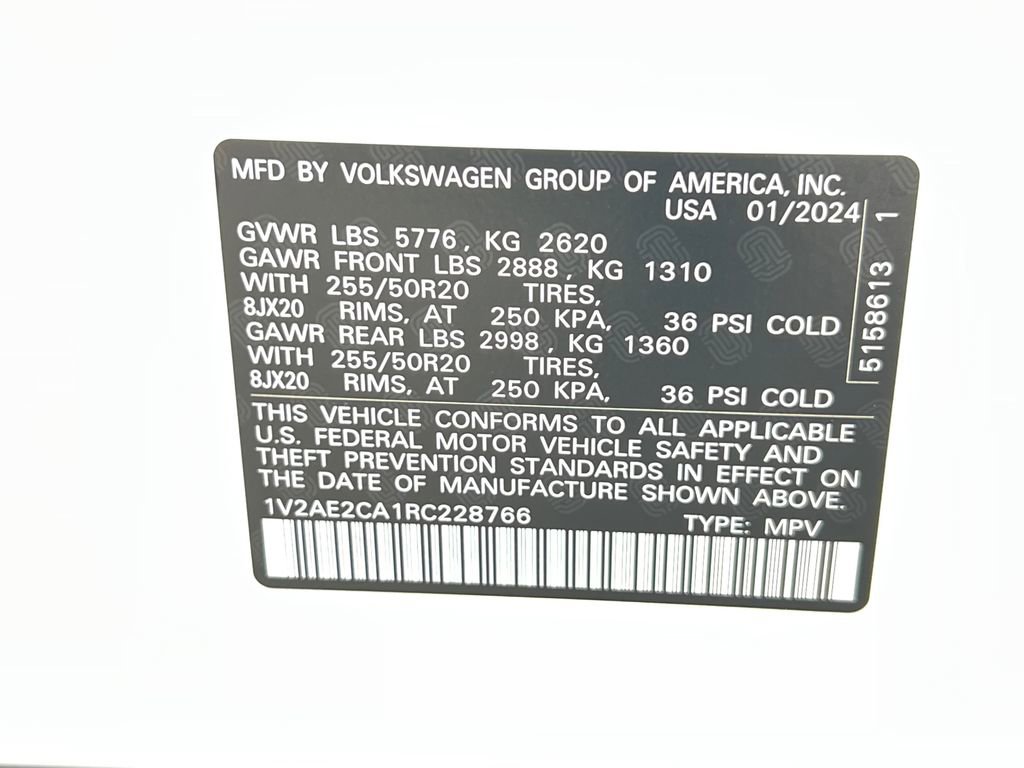 MFD BY VOLKSWAGEN GROUP OF AMERICA, INC.
USA 01/2024
GVWR LBS 5776, KG 2620
GAWR FRONT LBS 2888, KG 1310
WITH 255/50R20 TIRES,
8JX20 RIMS, AT 250 KPA, 36 PSI COLD
GAWR REAR LBS 2998, KG 1360
WITH 255/50R20 TIRES,
8JX20 RIMS, AT 250 KPA, 36 PSI COLD
5158613 1
THIS VEHICLE CONFORMS TO ALL APPLICABLE
U.S. FEDERAL MOTOR VEHICLE SAFETY AND
THEFT PREVENTION STANDARDS IN EFFECT ON
THE DATE OF MANUFACTURE SHOWN ABOVE.
1V2AE2CA1RC228766 TYPE: MPV